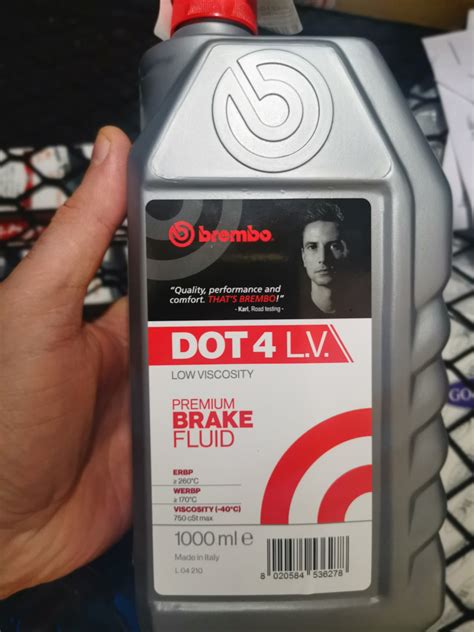 brembo
"Quality, performance and
comfort. THAT'S BREMBO!"
- Karl, Road testing -
DOT 4 L.V.
LOW VISCOSITY
PREMIUM
BRAKE
FLUID
ERBP
≥ 260°C
WERBP
≥ 170°C
VISCOSITY (-40°C)
750 cSt max
1000 ml e
Made in Italy
L 04 210
8 020584 536278
GO